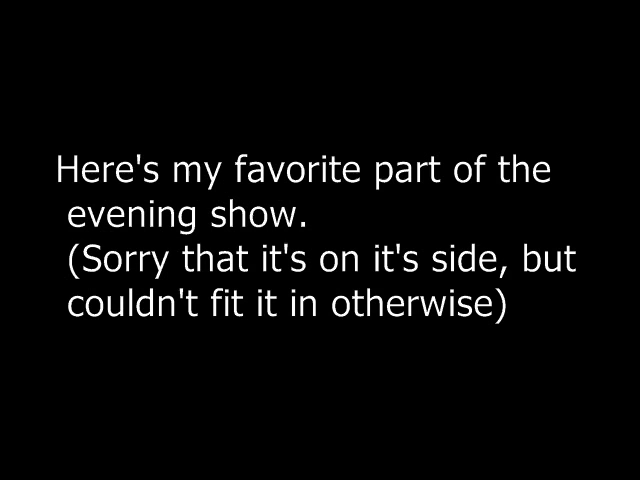 Here's my favorite part of the
evening show.
(Sorry that it's on it's side, but
couldn't fit it in otherwise)